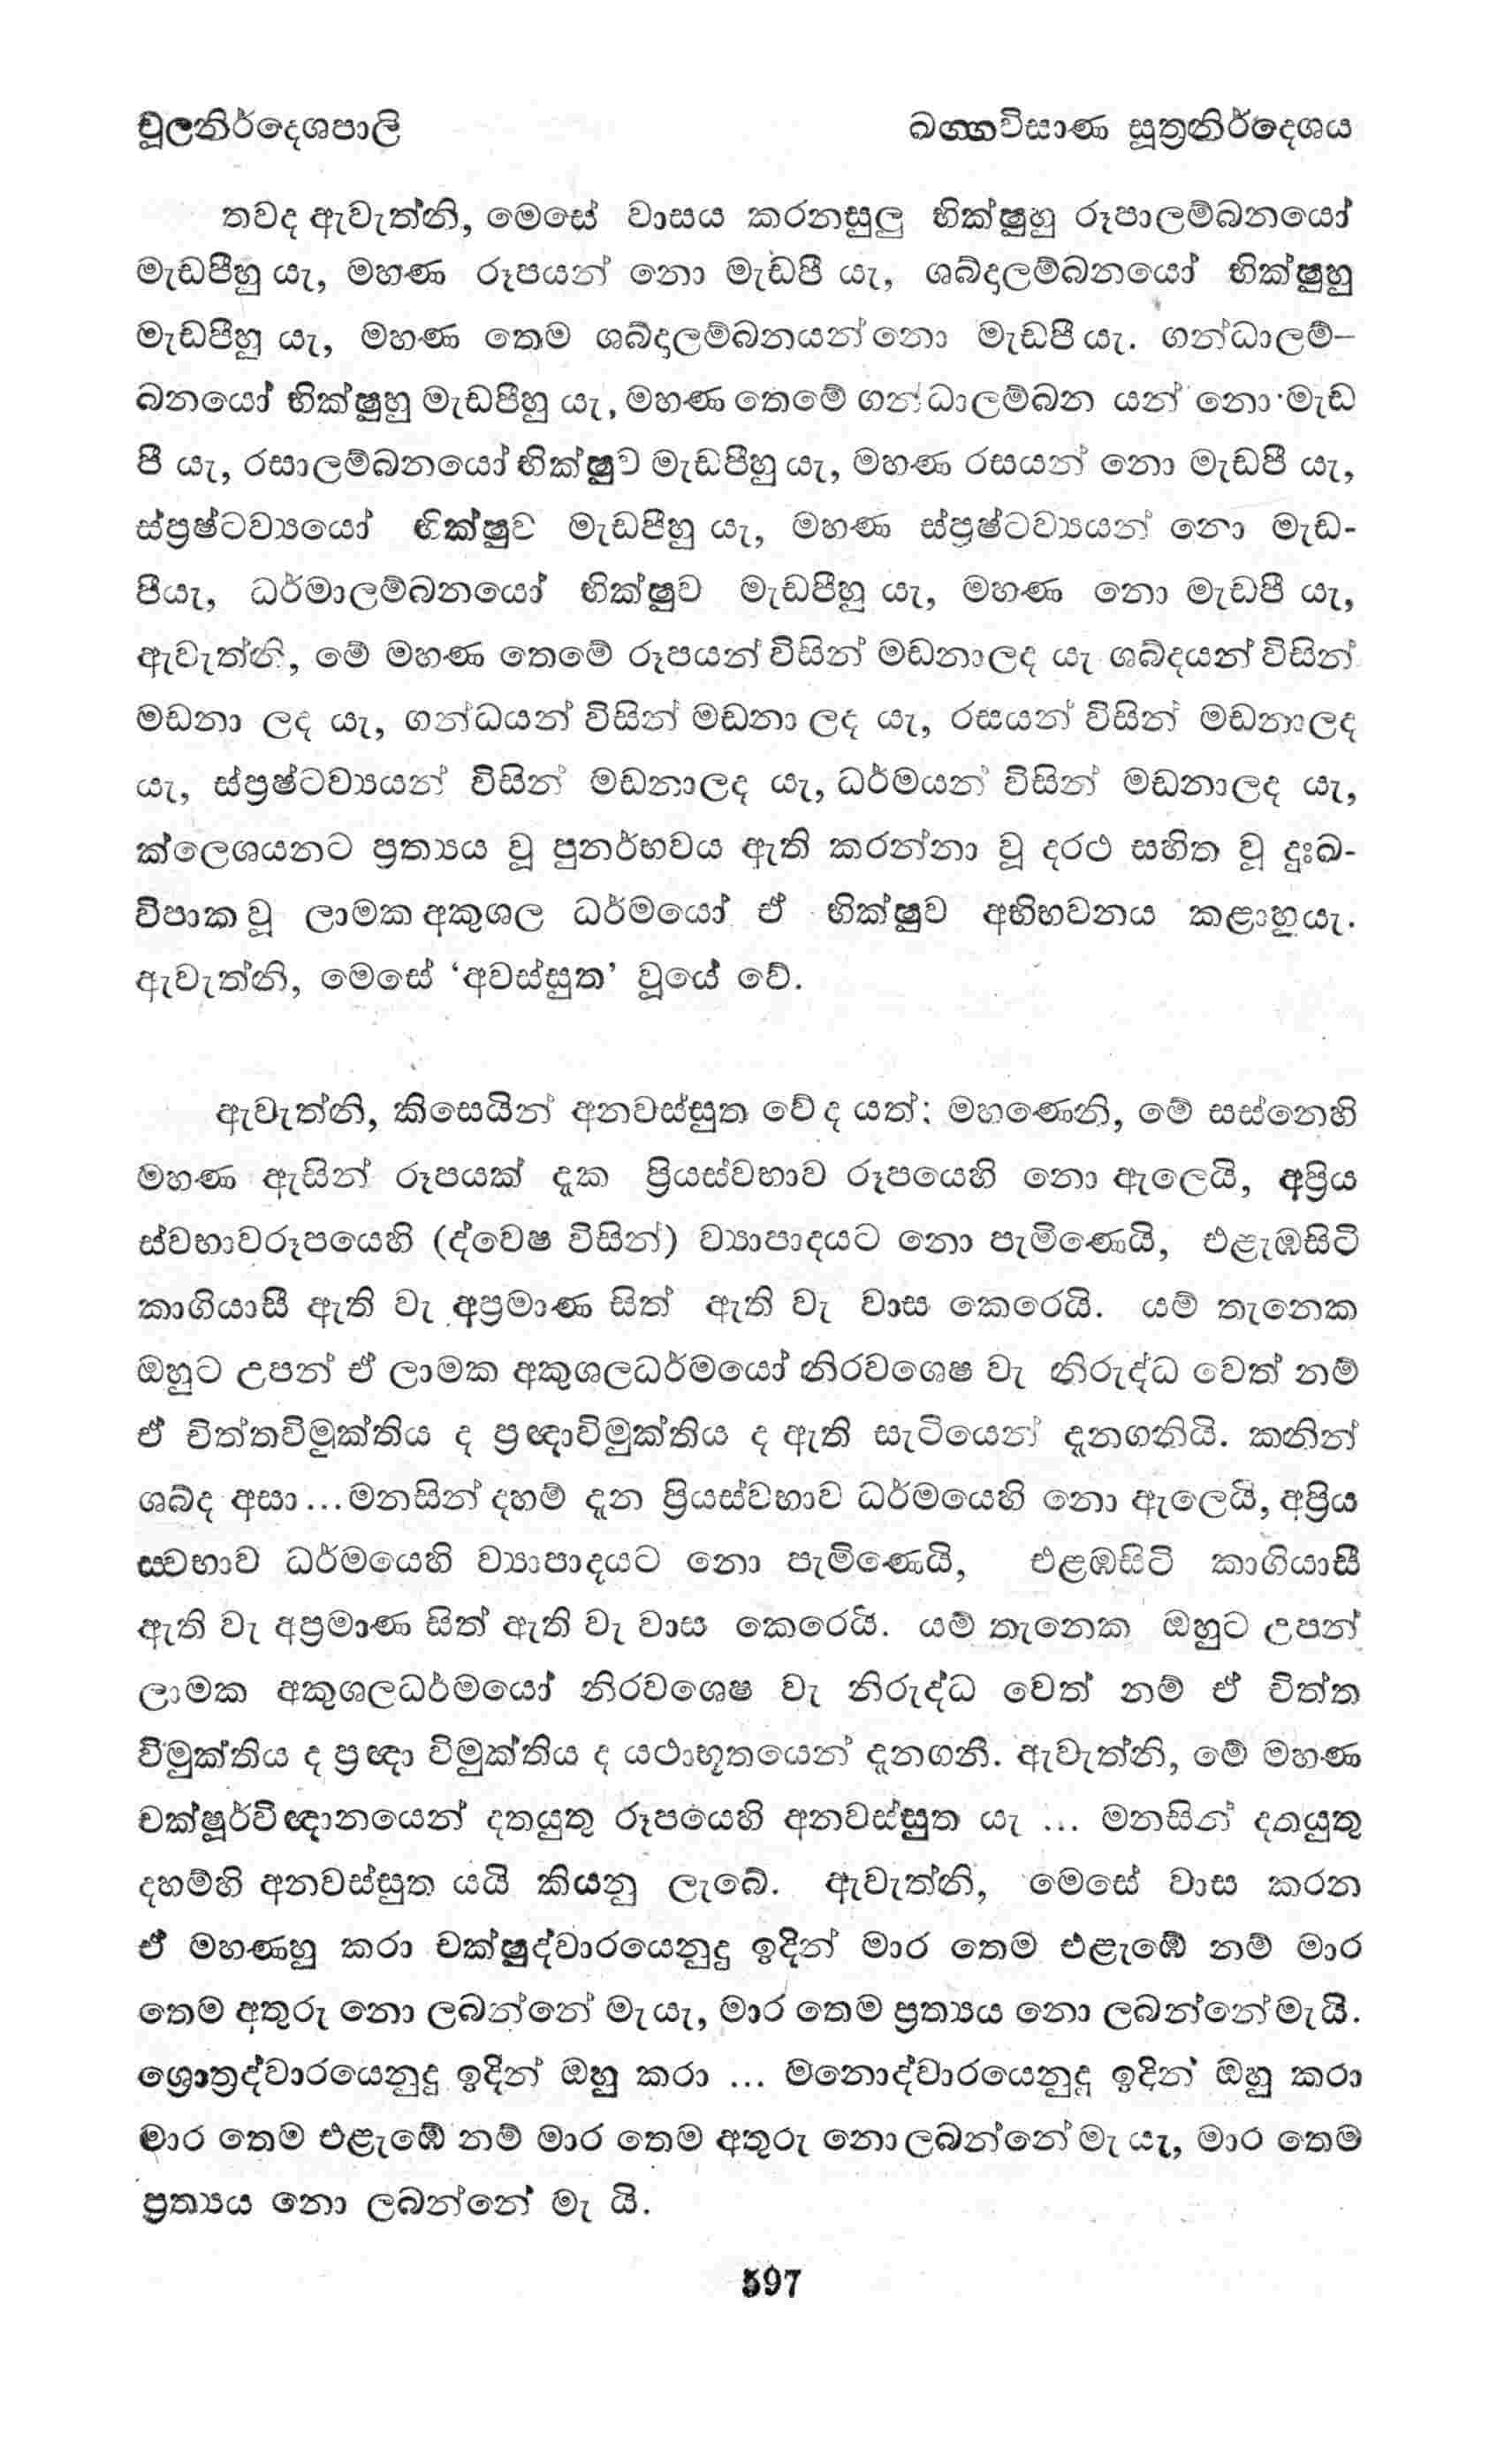 චූලනිර්දෙශපාලි
ඛග්ගවිසාණ සූත්‍රනිර්දෙශය
තවද ඇවැත්නි, මෙසේ වාසය කරනසුලු භික්ෂුහු රූපාලම්බනයෝ
මැඩපීහු යැ, මහණ රූපයන් නො මැඩපී යැ, ශබ්දාලම්බනයෝ භික්ෂුහු
මැඩපීහු යැ, මහණ තෙම ශබ්දාලම්බනයන් නො මැඩපී යැ. ගන්ධාලම්–
බනයෝ භික්ෂුහු මැඩපීහු යැ, මහණ තෙමේ ගන්ධාලම්බන යන් නො මැඩ
පී යැ, රසාලම්බනයෝ භික්ෂුව මැඩපීහු යැ, මහණ රසයන් නො මැඩපී යැ,
ස්ප්‍රෂ්ටව්‍යයෝ භික්ෂුව මැඩපීහු යැ, මහණ ස්ප්‍රෂ්ටව්‍යයන් නො මැඩ-
පීයැ, ධර්මාලම්බනයෝ භික්ෂුව මැඩපීහු යැ, මහණ නො මැඩපී යැ,
ඇවැත්නි, මේ මහණ තෙමේ රූපයන් විසින් මඩනාලද යැ ශබ්දයන් විසින්
මඩනා ලද යැ, ගන්ධයන් විසින් මඩනා ලද යැ, රසයන් විසින් මඩනාලද
යැ, ස්ප්‍රෂ්ටව්‍යයන් විසින් මඩනාලද යැ, ධර්මයන් විසින් මඩනාලද යැ,
ක්ලෙශයනට ප්‍රත්‍යය වූ පුනර්භවය ඇති කරන්නා වූ දරථ සහිත වූ දුඃඛ-
විපාක වූ ලාමක අකුශල ධර්මයෝ ඒ භික්ෂුව අභිභවනය කළාහුයැ.
ඇවැත්නි, මෙසේ ‘අවස්සුත’ වූයේ වේ.
ඇවැත්නි, කිසෙයින් අනවස්සුත වේ ද යත්: මහණෙනි, මේ සස්නෙහි
මහණ ඇසින් රූපයක් දැක ප්‍රියස්වභාව රූපයෙහි නො ඇලෙයි, අප්‍රිය
ස්වභාවරූපයෙහි (ද්වෙෂ විසින්) ව්‍යාපාදයට නො පැමිණෙයි, එළැඹසිටි
කාගියාසී ඇති වැ අප්‍රමාණ සිත් ඇති වැ වාස කෙරෙයි. යම් තැනෙක
ඔහුට උපන් ඒ ලාමක අකුශලධර්මයෝ නිරවශෙෂ වැ නිරුද්ධ වෙත් නම්
ඒ චිත්තවිමුක්තිය ද ප්‍රඥාවිමුක්තිය ද ඇති සැටියෙන් දැනගනියි. කනින්
ශබ්ද අසා ... මනසින් දහම් දැන ප්‍රියස්වභාව ධර්මයෙහි නො ඇලෙයි, අප්‍රිය
ස්වභාව ධර්මයෙහි ව්‍යාපාදයට නො පැමිණෙයි, එළඹසිටි කාගියාසී
ඇති වැ අප්‍රමාණ සිත් ඇති වැ වාස කෙරෙයි. යම් තැනෙක ඔහුට උපන්
ලාමක අකුශලධර්මයෝ නිරවශෙෂ වැ නිරුද්ධ වෙත් නම් ඒ චිත්ත
විමුක්තිය ද ප්‍රඥා විමුක්තිය ද යථාභූතයෙන් දැනගනී. ඇවැත්නි, මේ මහණ
චක්ෂුර්විඥානයෙන් දතයුතු රූපයෙහි අනවස්සුත යැ ... මනසින් දතයුතු
දහම්හි අනවස්සුත යයි කියනු ලැබේ. ඇවැත්නි, මෙසේ වාස කරන
ඒ මහණහු කරා චක්ෂුද්වාරයෙනුදු ඉදින් මාර තෙම එළැඹේ නම් මාර
තෙම අතුරු නො ලබන්නේ මැ යැ, මාර තෙම ප්‍රත්‍යය නො ලබන්නේ මැ යි.
ශ්‍රොත්‍රද්වාරයෙනුදු ඉදින් ඔහු කරා ... මනොද්වාරයෙනුදු ඉදින් ඔහු කරා
මාර තෙම එළැඹේ නම් මාර තෙම අතුරු නො ලබන්නේ මැ යැ, මාර තෙම
ප්‍රත්‍යය නො ලබන්නේ මැ යි.
597